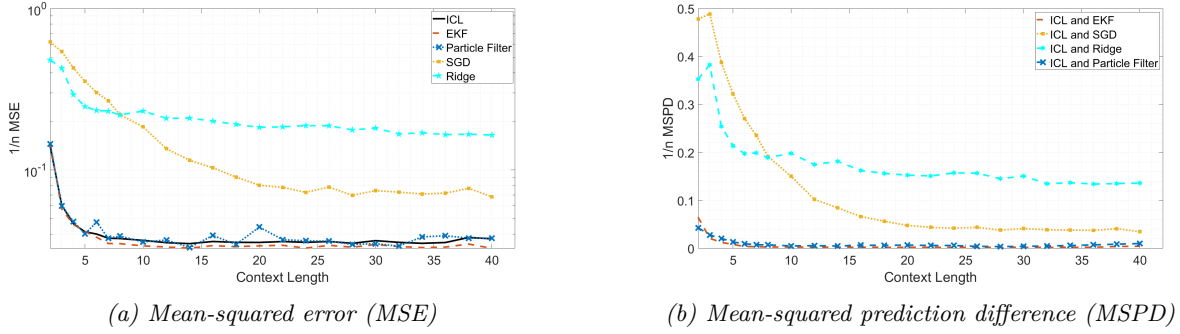 10^0
10^-1
1/n MSE
5
10
15
20
25
30
35
40
Context Length
ICL
EKF
Particle Filter
SGD
Ridge
(a) Mean-squared error (MSE)
0.5
0.4
0.3
0.2
0.1
0
1/n MSPD
5
10
15
20
25
30
35
40
Context Length
ICL and EKF
ICL and SGD
ICL and Ridge
ICL and Particle Filter
(b) Mean-squared prediction difference (MSPD)